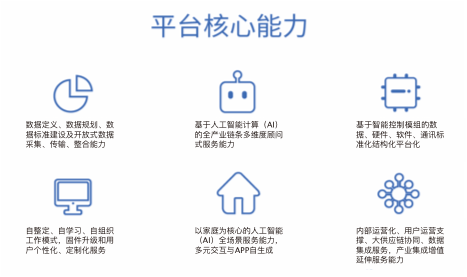 平台核心能力
数据定义、数据规划、数
据标准建设及开放式数据
采集、传输、整合能力
基于人工智能计算（AI）
的全产业链条多维度顾问
式服务能力
基于智能控制模组的数
据、硬件、软件、通讯标
准化结构化平台化
自整定、自学习、自组织
工作模式，固件升级和用
户个性化、定制化服务
以家庭为核心的人工智能
（AI）全场景服务能力，
多元交互与APP自生成
内部运营化、用户运营支
撑、大供应链协同、数据
集成服务，产业集成增值
延伸服务能力